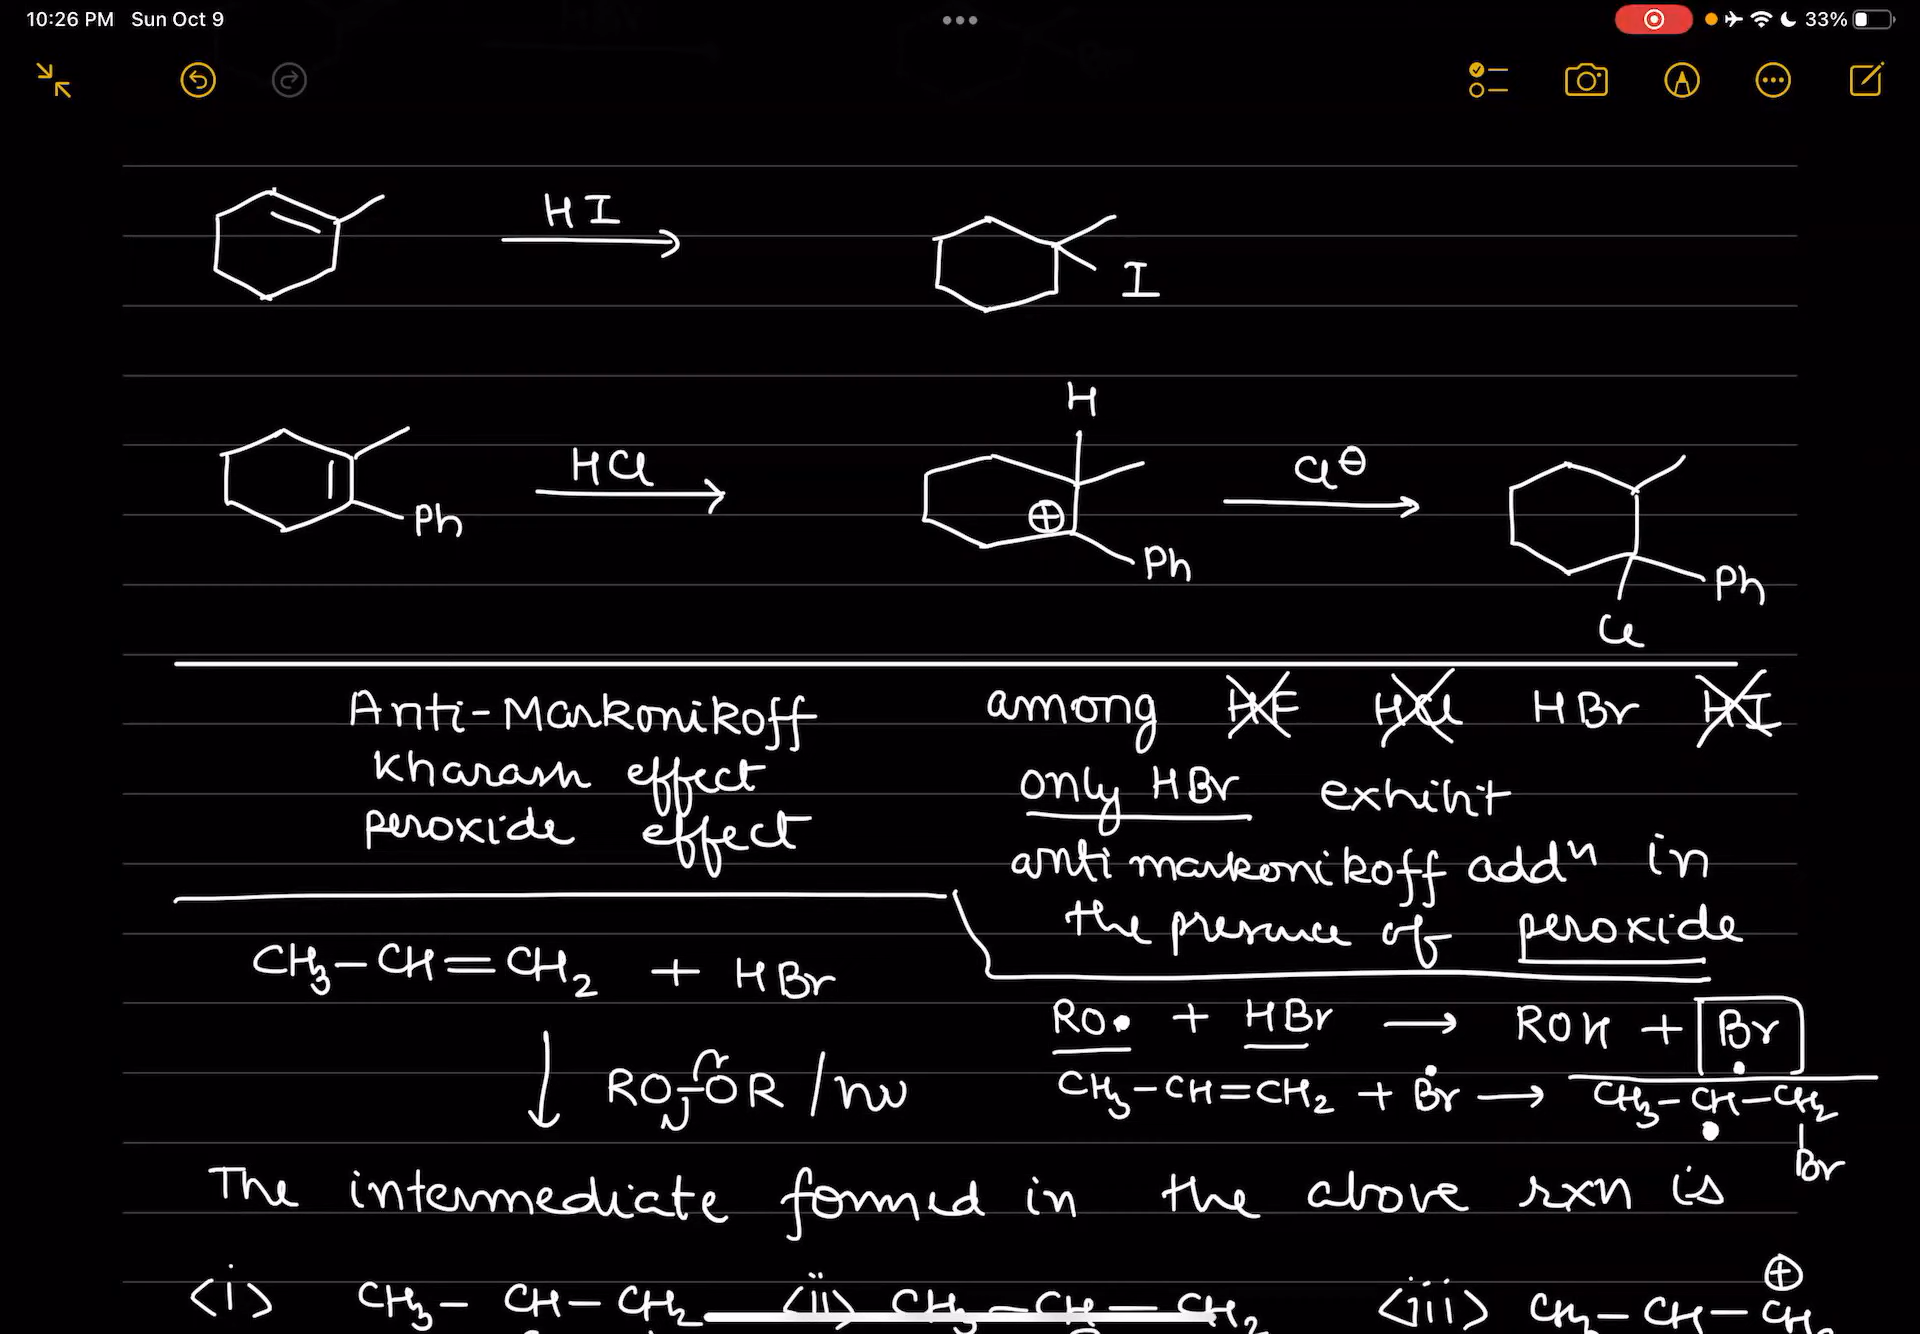 10:26 PM Sun Oct 9
33%
HI
I
H
HCl
Cl⊖
Ph
⊕
Ph
Ph
Cl
Anti-Markonikoff
Kharash effect
peroxide effect
among HF HCl HBr HI
only HBr exhibit
anti markonikoff addⁿ in
the presence of peroxide
CH3-CH=CH2 + HBr
RO-OR/hν
RO• + HBr → ROH + Br•
CH3-CH=CH2 + Br• → CH3-CH-CH2
Br
The intermediate formed in the above rxn is
<i> CH3-CH-CH2 <ii> CH3-CH-CH2 <iii> CH3-CH-CH2
⊕